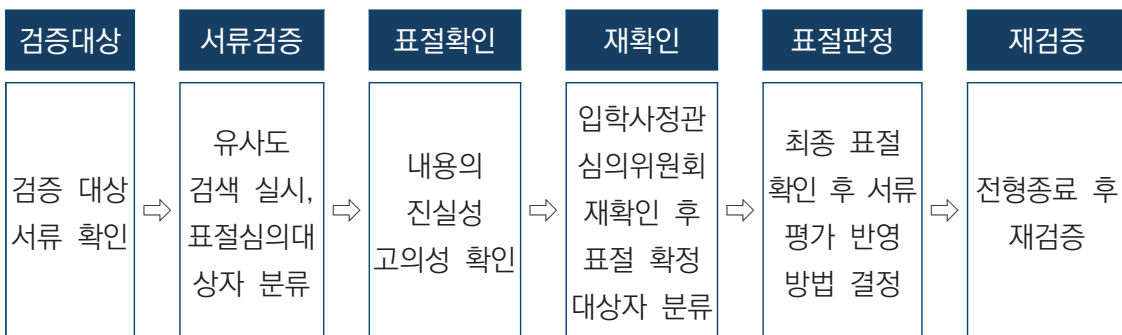 검증대상
서류검증
표절확인
재확인
표절판정
재검증
검증 대상
서류 확인
⇨
유사도
검색 실시,
표절심의대
상자 분류
⇨
내용의
진실성
고의성 확인
⇨
입학사정관
심의위원회
재확인 후
표절 확정
대상자 분류
⇨
최종 표절
확인 후 서류
평가 반영
방법 결정
⇨
전형종료 후
재검증